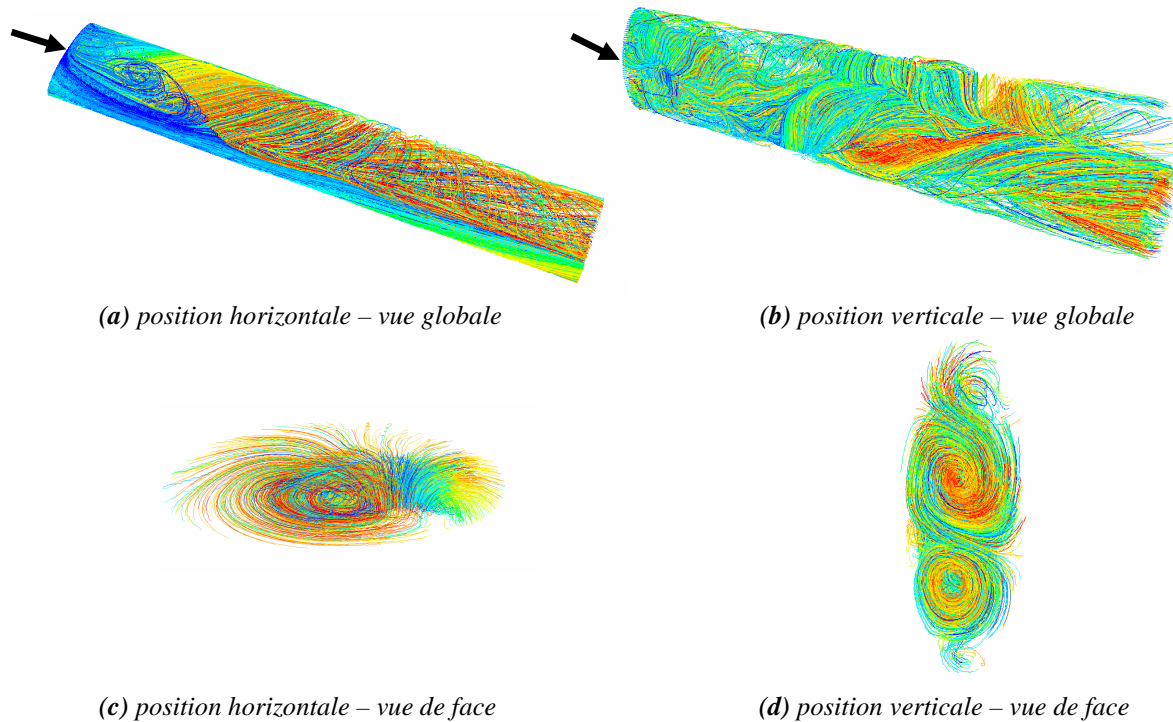 (a) position horizontale – vue globale
(b) position verticale – vue globale
(c) position horizontale – vue de face
(d) position verticale – vue de face